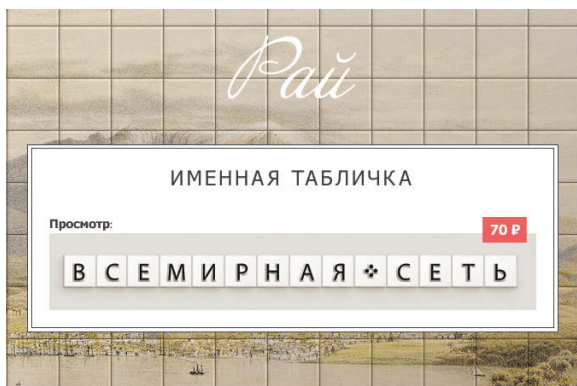 Рай
ИМЕННАЯ ТАБЛИЧКА
Просмотр:
70 ₽
ВСЕМИРНАЯ СЕТЬ